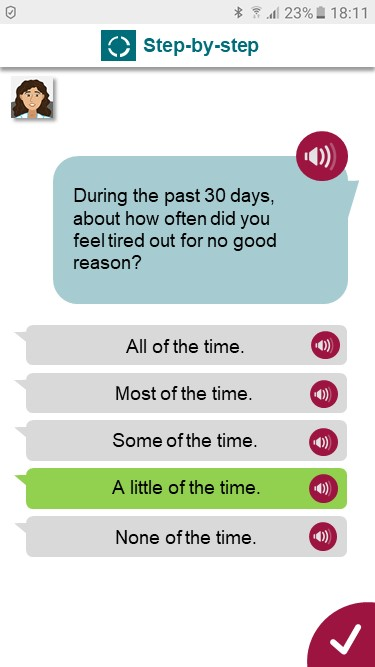 23% 18:11
Step-by-step
During the past 30 days,
about how often did you
feel tired out for no good
reason?
All of the time.
Most of the time.
Some of the time.
A little of the time.
None of the time.